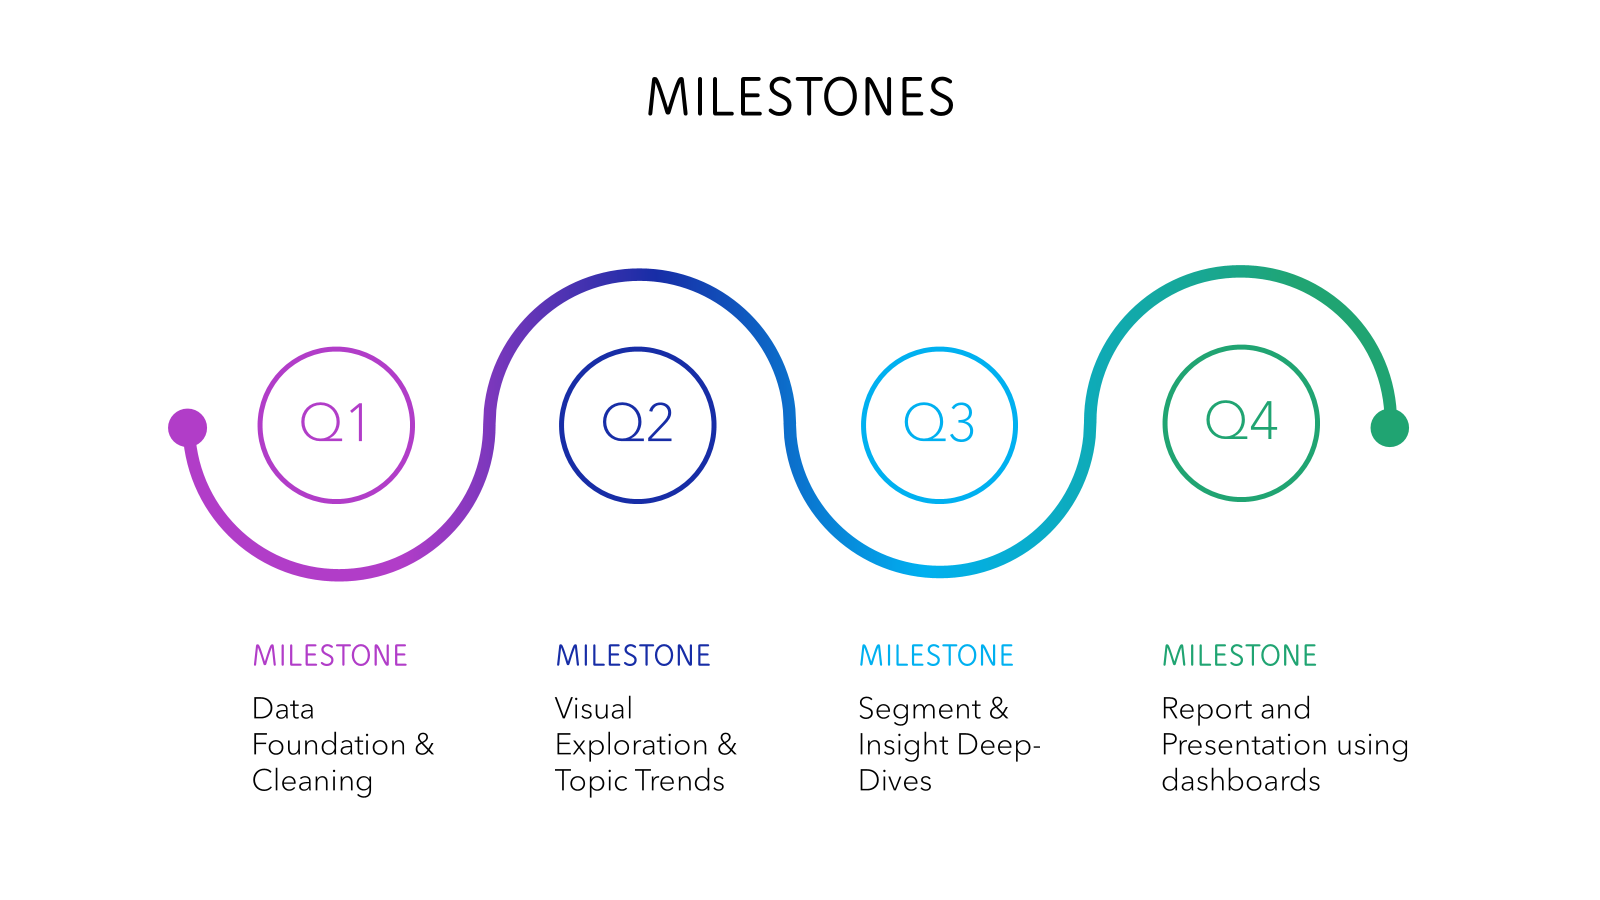 MILESTONES
Q1
Q2
Q3
Q4
MILESTONE
Data
Foundation &
Cleaning
MILESTONE
Visual
Exploration &
Topic Trends
MILESTONE
Segment &
Insight Deep-
Dives
MILESTONE
Report and
Presentation using
dashboards